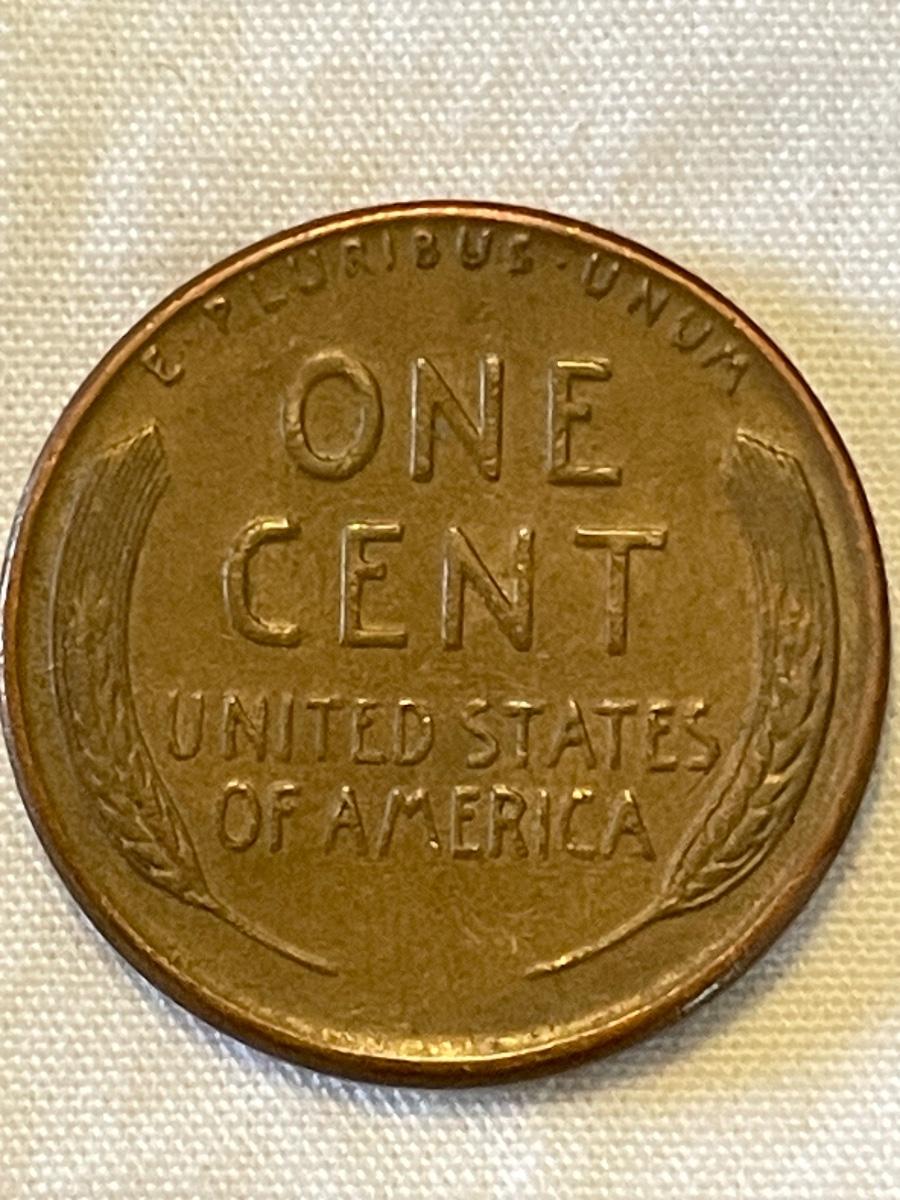 E·PLURIBUS·UNUM
ONE
CENT
UNITED STATES
OF AMERICA